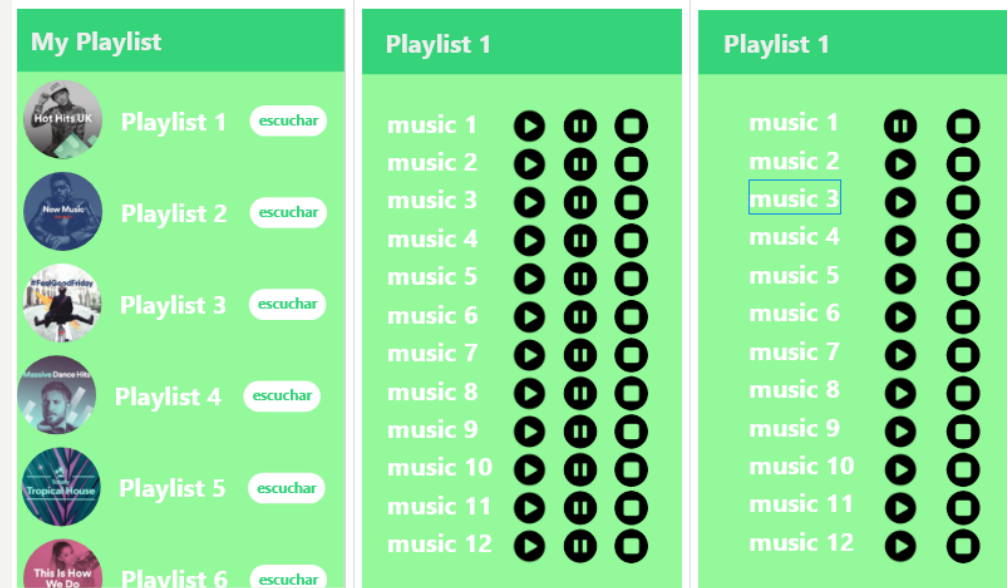 My Playlist
Hot Hits UK
Playlist 1
escuchar
New Music
Playlist 2
escuchar
#FeelGoodFriday
Playlist 3
escuchar
Massive Dance Hits
Playlist 4
escuchar
Tropical House
Playlist 5
escuchar
This Is How
We Do
Playlist 6
escuchar
Playlist 1
music 1
music 2
music 3
music 4
music 5
music 6
music 7
music 8
music 9
music 10
music 11
music 12
Playlist 1
music 1
music 2
music 3
music 4
music 5
music 6
music 7
music 8
music 9
music 10
music 11
music 12